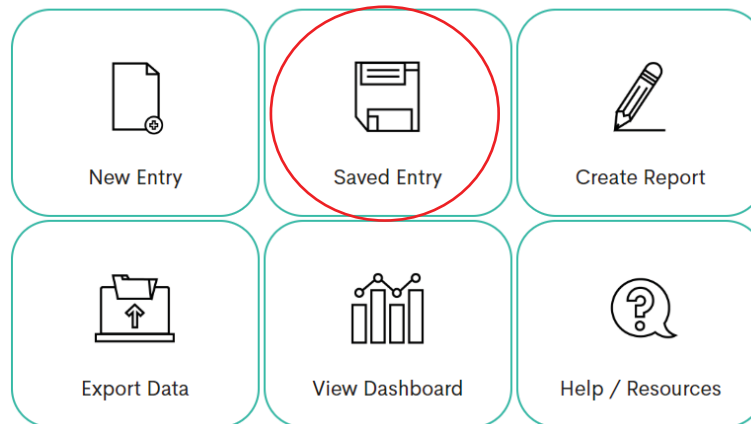 New Entry
Saved Entry
Create Report
Export Data
View Dashboard
Help / Resources